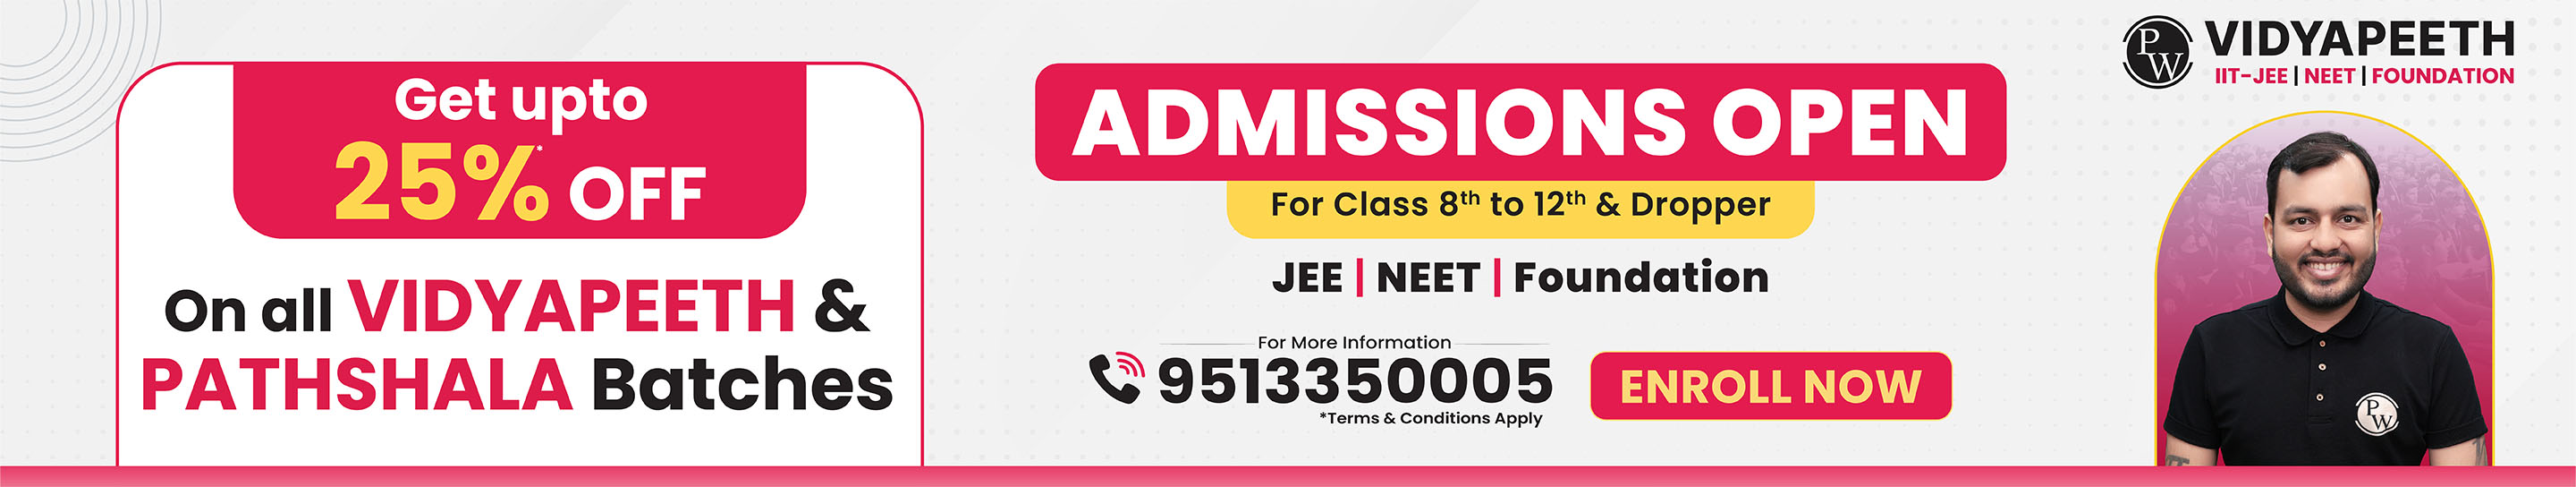 Get upto
25%* OFF
On all VIDYAPEETH &
PATHSHALA Batches
ADMISSIONS OPEN
For Class 8th to 12th & Dropper
JEE | NEET | Foundation
For More Information
9513350005
*Terms & Conditions Apply
ENROLL NOW
PW
VIDYAPEETH
IIT-JEE | NEET | FOUNDATION
PW